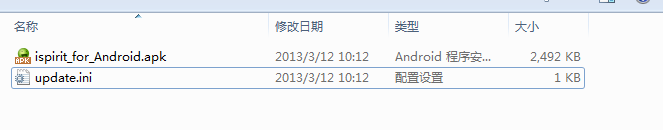 名称 修改日期 类型 大小
ispirit_for_Android.apk 2013/3/12 10:12 Android 程序安... 2,492 KB
update.ini 2013/3/12 10:12 配置设置 1 KB